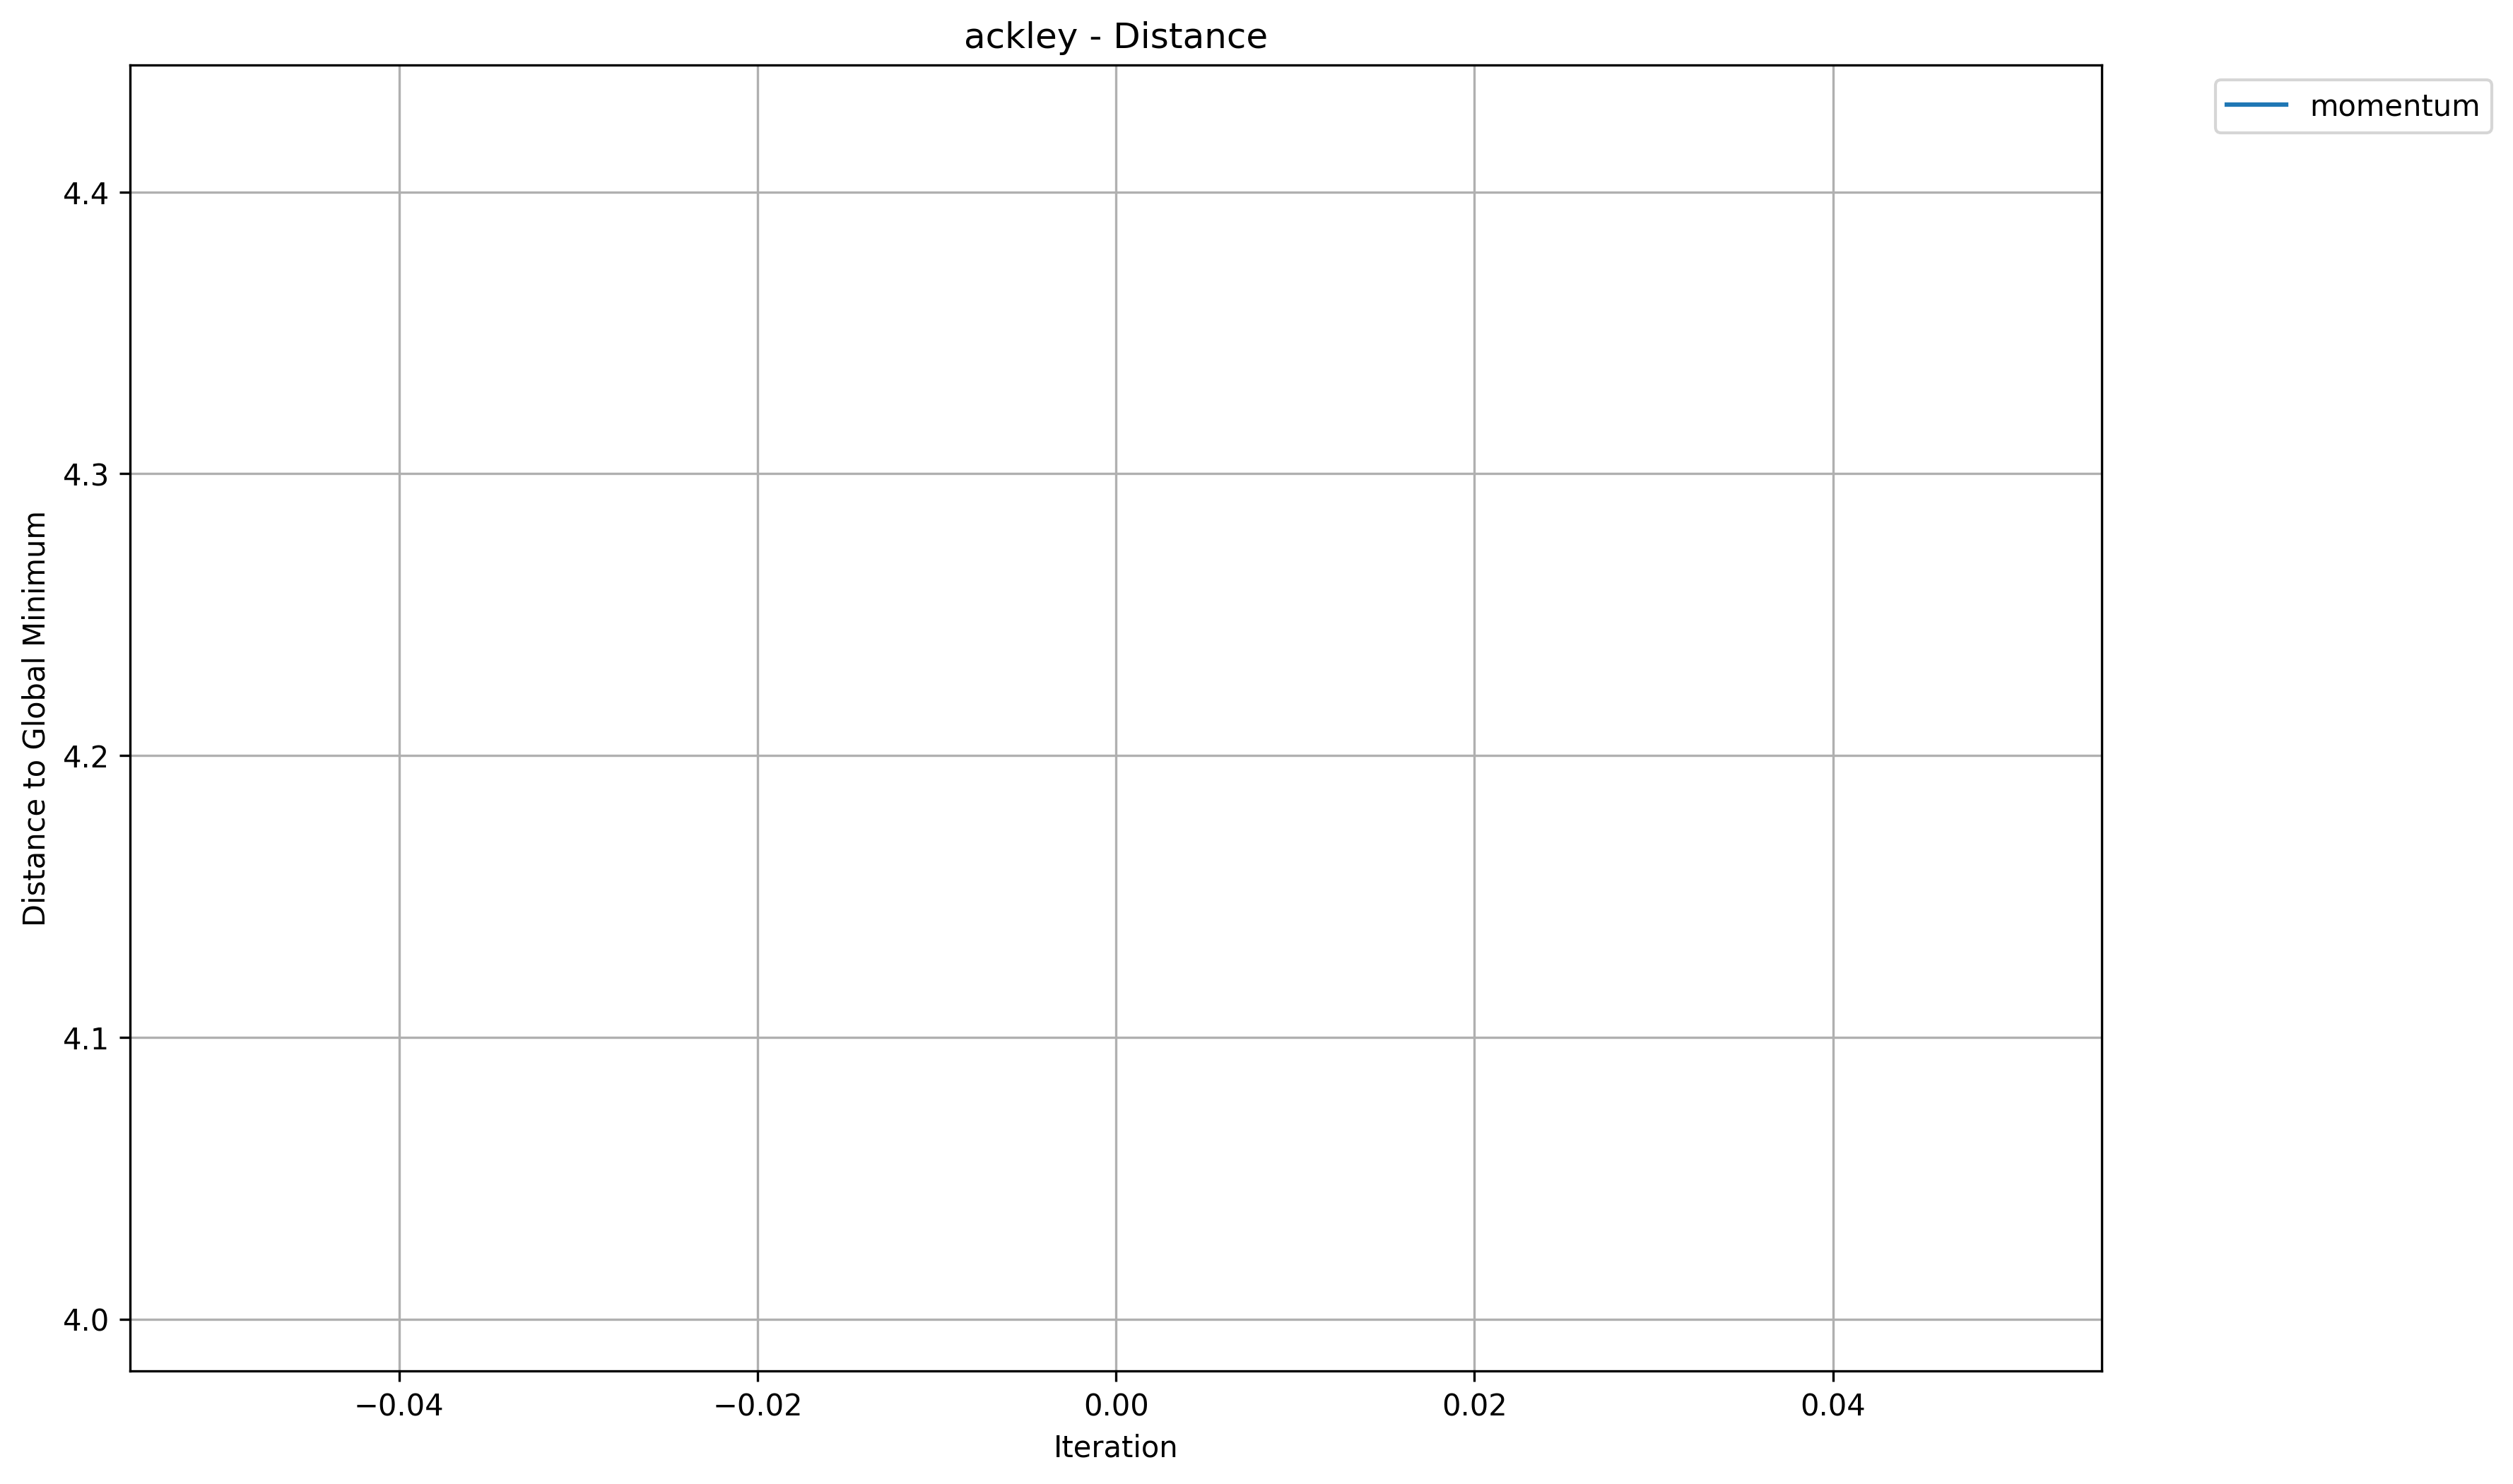 ackley - Distance
momentum
4.4
4.3
4.2
4.1
4.0
Distance to Global Minimum
−0.04
−0.02
0.00
0.02
0.04
Iteration